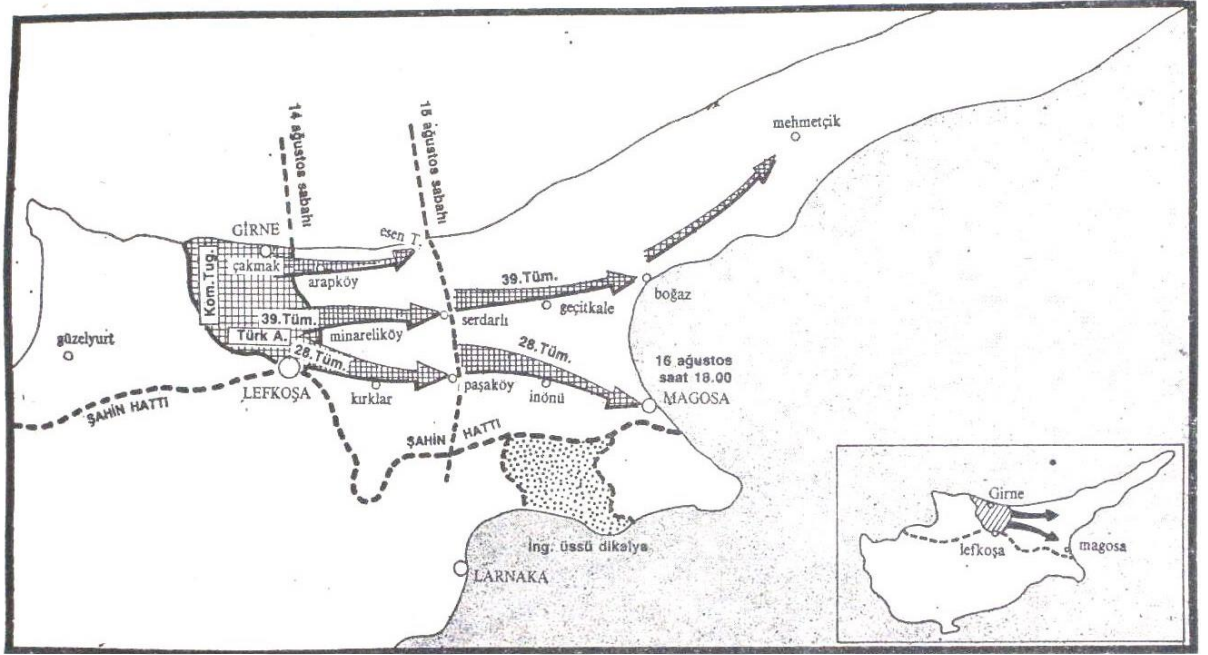 14 ağustos sabahı
15 ağustos sabahı
mehmetçik
GİRNE
esen T.
çakmak
Kom.Tug.
arapköy
39.Tüm.
boğaz
39.Tüm.
serdarlı
geçitkale
güzelyurt
Türk A.
minareliköy
28.Tüm.
28.Tüm.
16 ağustos
saat 18.00
LEFKOŞA
kırklar
paşaköy
inönü
MAGOSA
ŞAHİN HATTI
ŞAHİN HATTI
ing. üssü dikelya
LARNAKA
Girne
lefkoşa
magosa